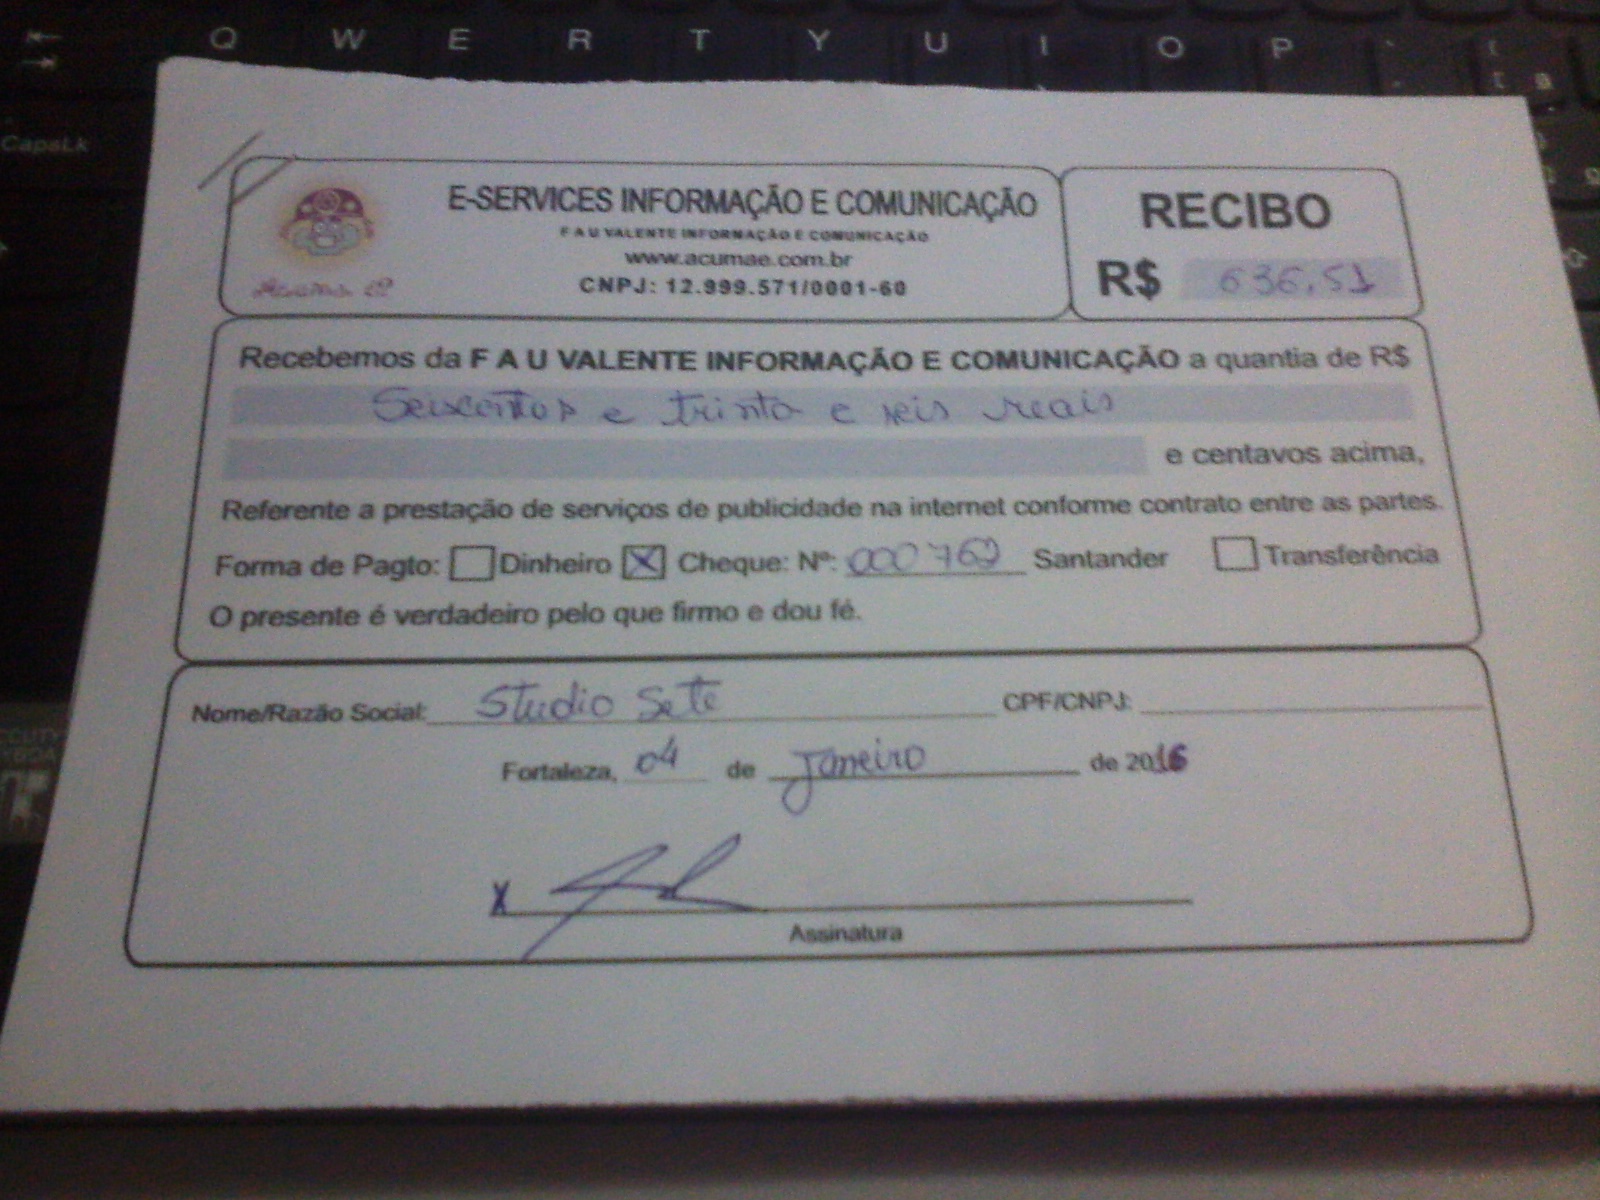 Q W E R T Y U I O P
CapsLk
E-SERVICES INFORMAÇÃO E COMUNICAÇÃO
F A U VALENTE INFORMAÇÃO E COMUNICAÇÃO
www.acumae.com.br
CNPJ: 12.999.571/0001-60
RECIBO
R$ 636,51
Recebemos da F A U VALENTE INFORMAÇÃO E COMUNICAÇÃO a quantia de R$
Seiscentos e trinta e seis reais
e centavos acima,
Referente a prestação de serviços de publicidade na internet conforme contrato entre as partes.
Forma de Pagto: Dinheiro X Cheque: Nº: 000769 Santander Transferência
O presente é verdadeiro pelo que firmo e dou fé.
Nome/Razão Social: Studio Sete CPF/CNPJ:
Fortaleza, 04 de Janeiro de 2016
X
Assinatura